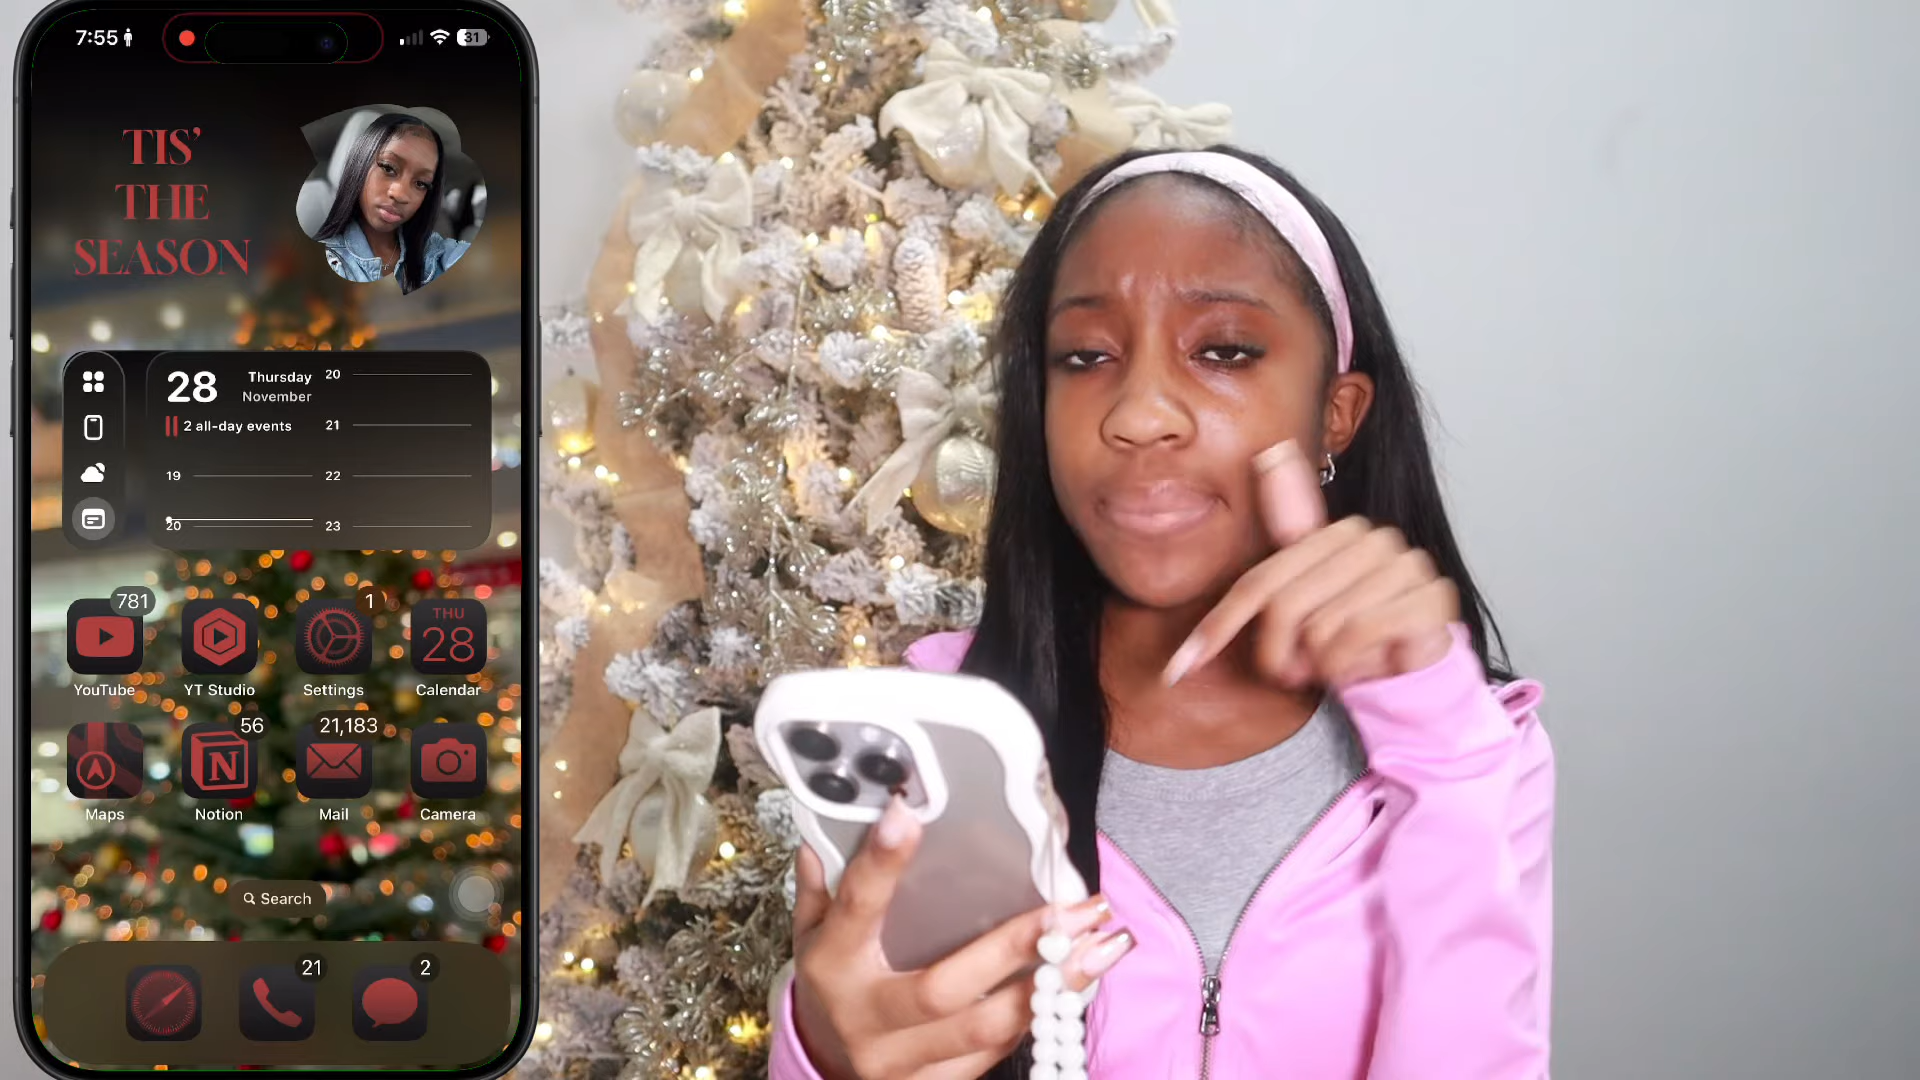 7:55
31
TIS'
THE
SEASON
28
Thursday
November
2 all-day events
19
20
20
21
22
23
781
YouTube
YT Studio
1
Settings
THU
28
Calendar
Maps
56
N
Notion
21,183
Mail
Camera
Search
21
2